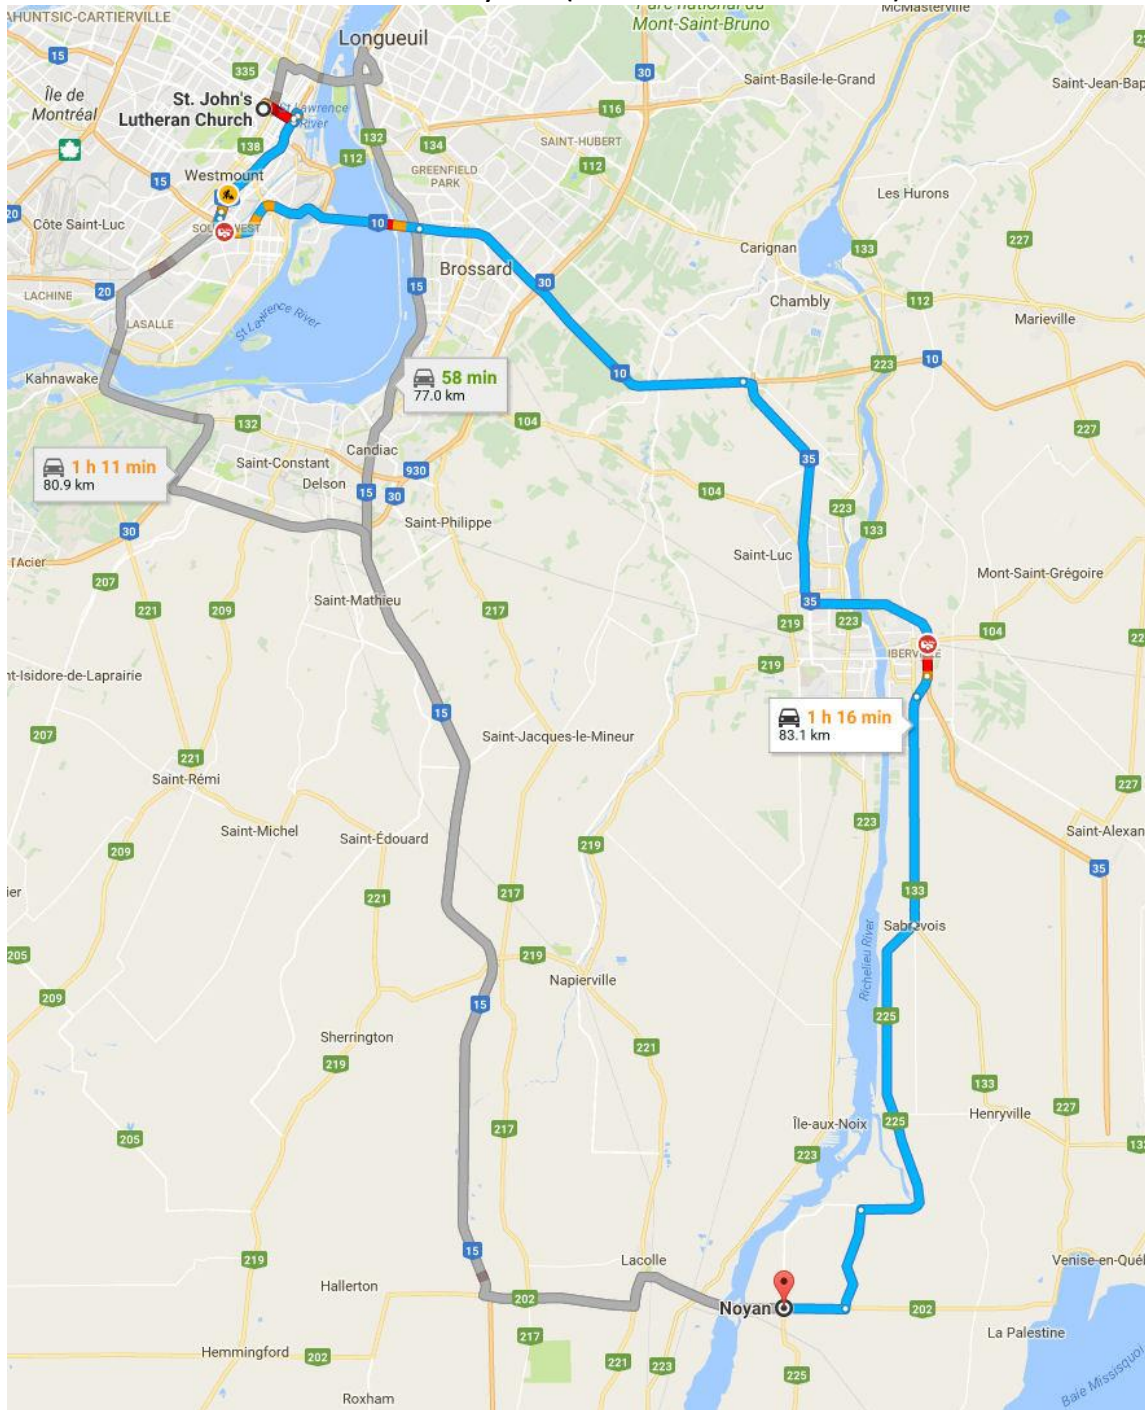 AHUNTSIC-CARTIERVILLE
Parc national du
Mont-Saint-Bruno
McMasterville
Longueuil
15
335
30
Saint-Basile-le-Grand
Saint-Jean-Bap
Île de
Montréal
St. John's
Lutheran Church
St Lawrence
River
116
132
138
134
SAINT-HUBERT
112
112
GREENFIELD
PARK
Westmount
15
Les Hurons
20
Côte Saint-Luc
10
227
Carignan
133
Brossard
LACHINE
20
15
30
Chambly
112
LASALLE
St Lawrence River
Marieville
Kahnawake
58 min
77.0 km
10
223
10
132
104
227
1 h 11 min
80.9 km
Saint-Constant
Candiac
35
Delson
930
15
30
104
223
30
Saint-Philippe
133
l'Acier
Saint-Luc
Mont-Saint-Grégoire
207
221
209
Saint-Mathieu
217
35
219
223
104
IBERVILLE
219
nt-Isidore-de-Laprairie
15
1 h 16 min
83.1 km
207
Saint-Jacques-le-Mineur
221
Saint-Rémi
227
Saint-Michel
Saint-Édouard
223
Saint-Alexan
209
219
35
ier
221
217
133
Sabrevois
205
219
Richelieu River
Napierville
209
15
225
Sherrington
221
219
133
227
Henryville
205
217
225
Île-aux-Noix
223
132
219
15
Lacolle
Venise-en-Qué
Hallerton
202
Noyan
202
La Palestine
217
Hemmingford
202
221
223
225
Roxham
Baie Missisquoi